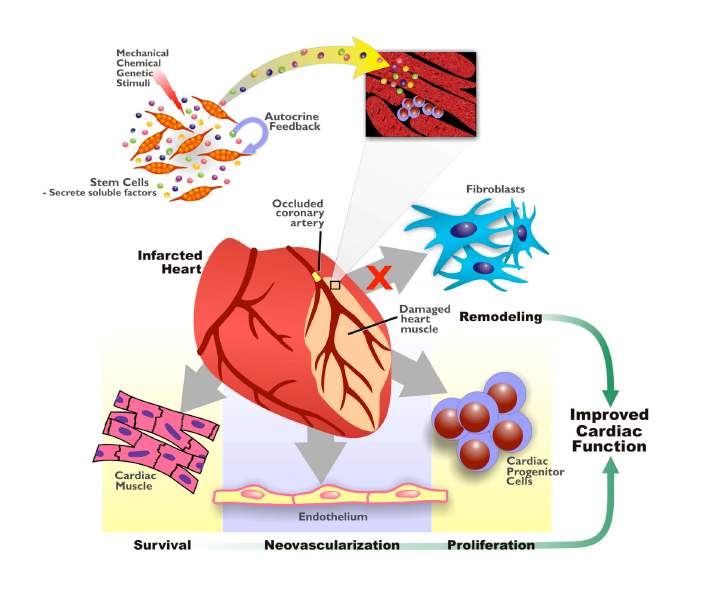 Mechanical
Chemical
Genetic
Stimuli
Autocrine
Feedback
Stem Cells
- Secrete soluble factors
Fibroblasts
Occluded
coronary
artery
Infarcted
Heart
Damaged
heart
muscle
Remodeling
Improved
Cardiac
Function
Cardiac
Muscle
Cardiac
Progenitor
Cells
Endothelium
Survival
Neovascularization
Proliferation
X